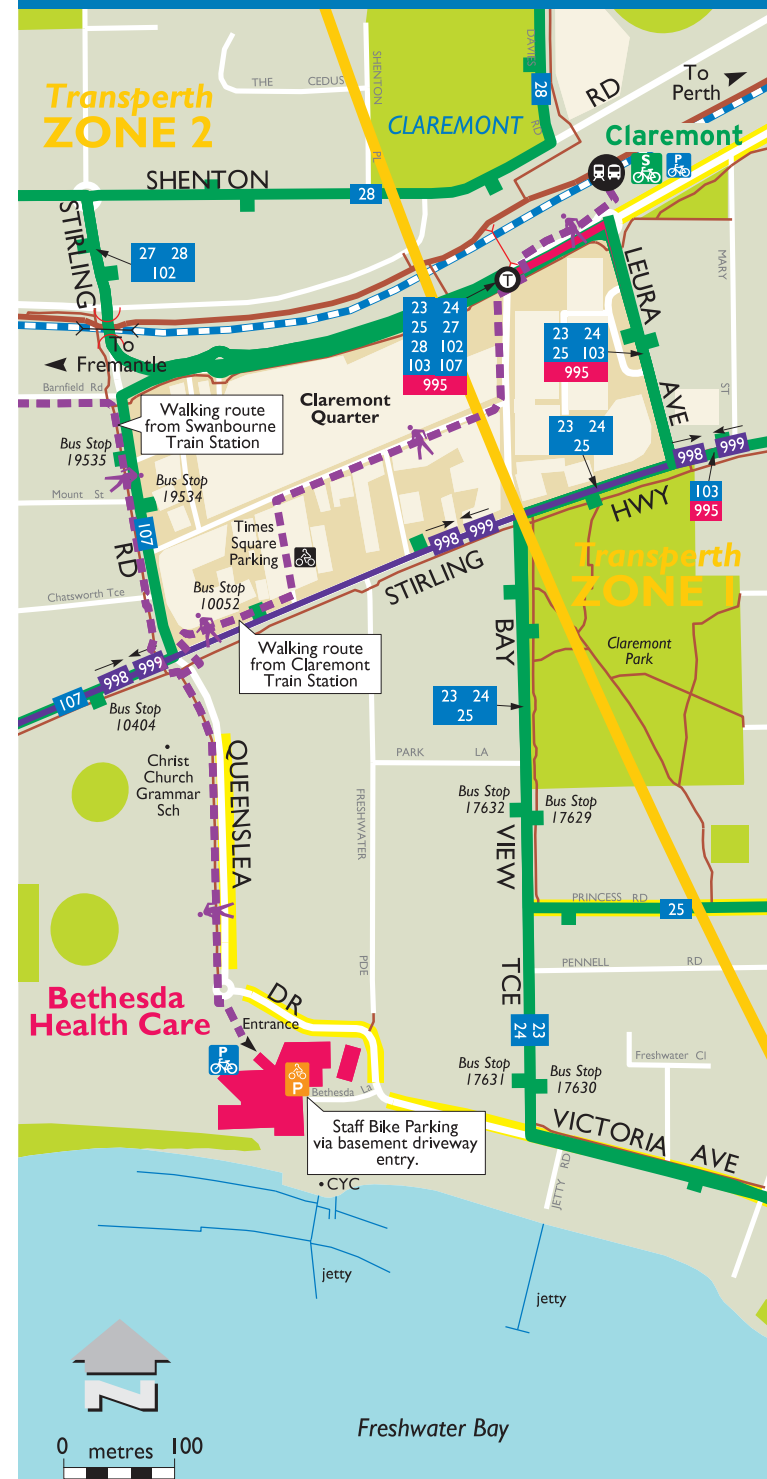 THE CEDUS
SHENTON
PL
DAVIES
RD
28
RD
To
Perth
Transperth
ZONE 2
CLAREMONT
Claremont
S
P
SHENTON
28
STIRLING
27 28
102
T
LEURA
AVE
MARY
ST
23 24
25 27
28 102
103 107
995
23 24
25 103
995
To
Fremantle
Barnfield Rd
Walking route
from Swanbourne
Train Station
Claremont
Quarter
23 24
25
998
999
103
995
HWY
Bus Stop
19535
Bus Stop
19534
Mount St
107
RD
Times
Square
Parking
998
999
STIRLING
Transperth
ZONE 1
Chatsworth Tce
Bus Stop
10052
BAY
Claremont
Park
Walking route
from Claremont
Train Station
107
998
999
Bus Stop
10404
23 24
25
Christ
Church
Grammar
Sch
QUEENSLEA
PARK LA
FRESHWATER
PDE
Bus Stop
17632
Bus Stop
17629
VIEW
PRINCESS RD
25
TCE
PENNELL RD
Bethesda
Health Care
DR
Entrance
P
P
Bethesda La
23
24
Freshwater Cl
Bus Stop
17631
Bus Stop
17630
Staff Bike Parking
via basement driveway
entry.
VICTORIA AVE
JETTY RD
CYC
jetty
jetty
N
Freshwater Bay
0 metres 100